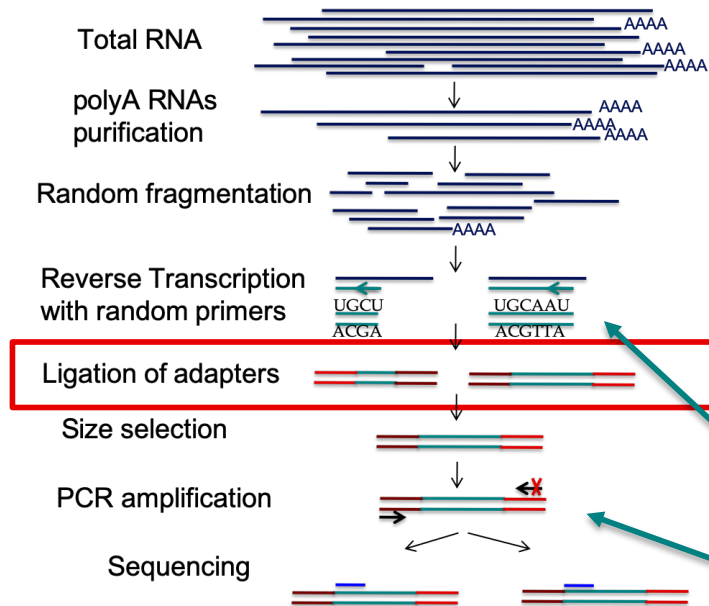 Total RNA
AAAA
AAAA
AAAA
polyA RNAs
purification
AAAA
AAAA
AAAA
Random fragmentation
AAAA
Reverse Transcription
with random primers
UGCU
UGCAAU
ACGA
ACGTTA
Ligation of adapters
Size selection
PCR amplification
Sequencing